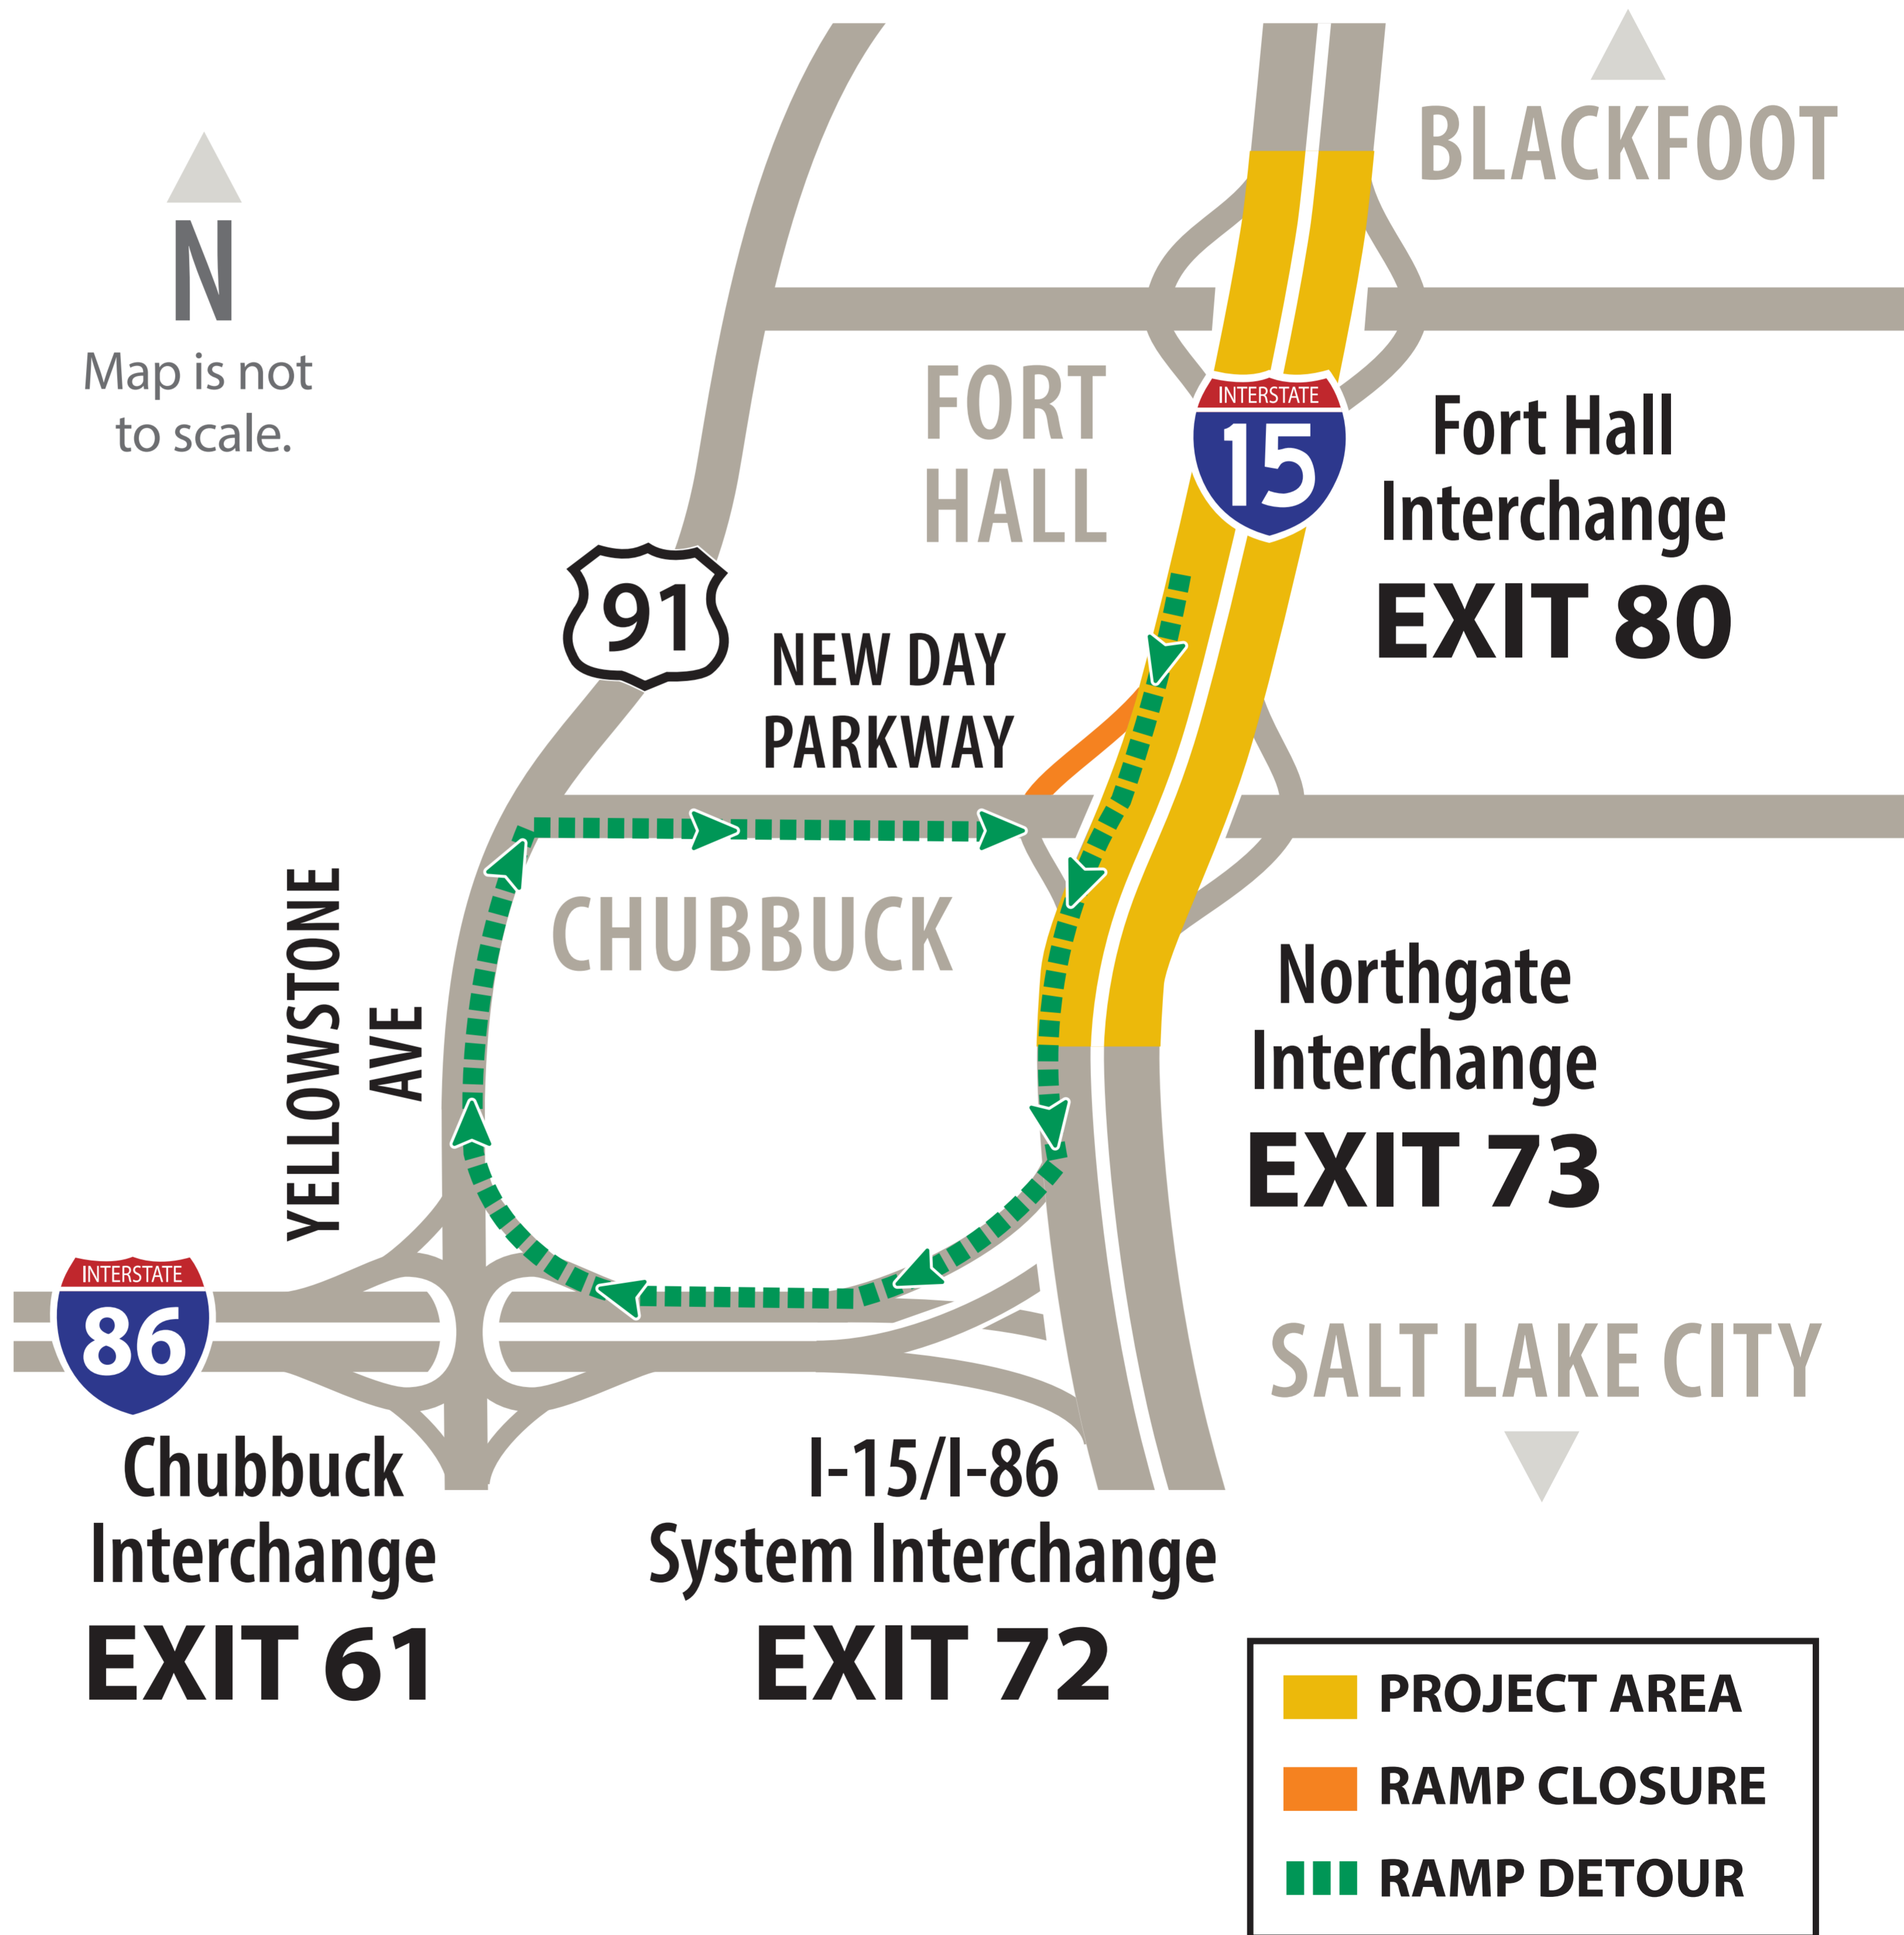 BLACKFOOT
N
Map is not
to scale.
FORT
HALL
INTERSTATE
15
Fort Hall
Interchange
EXIT 80
91
NEW DAY
PARKWAY
CHUBBUCK
YELLOWSTONE
AVE
Northgate
Interchange
EXIT 73
INTERSTATE
86
SALT LAKE CITY
Chubbuck
Interchange
EXIT 61
I-15/I-86
System Interchange
EXIT 72
PROJECT AREA
RAMP CLOSURE
RAMP DETOUR